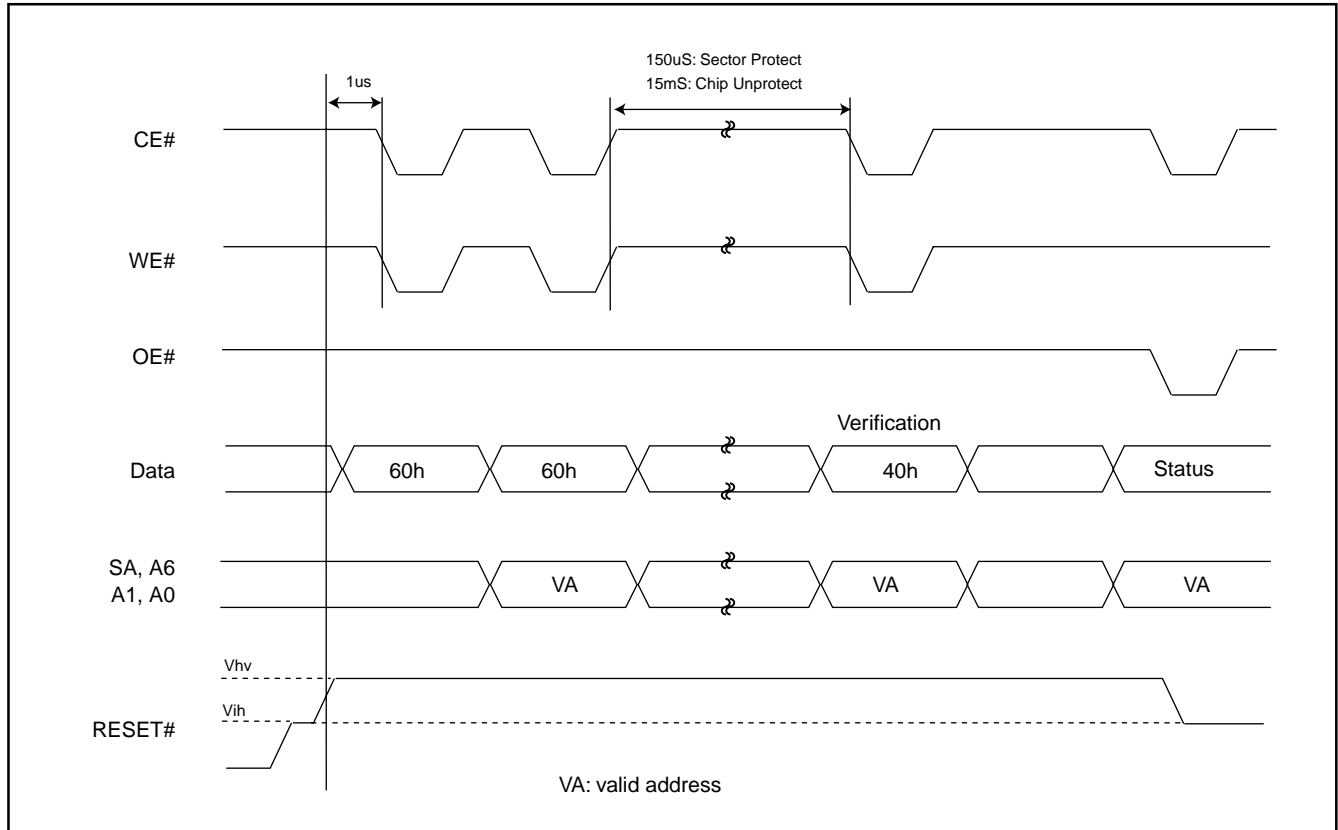 150uS: Sector Protect
15mS: Chip Unprotect
1us
CE#
WE#
OE#
Verification
Data 60h 60h 40h Status
SA, A6
A1, A0
VA VA VA
Vhv
Vih
RESET#
VA: valid address